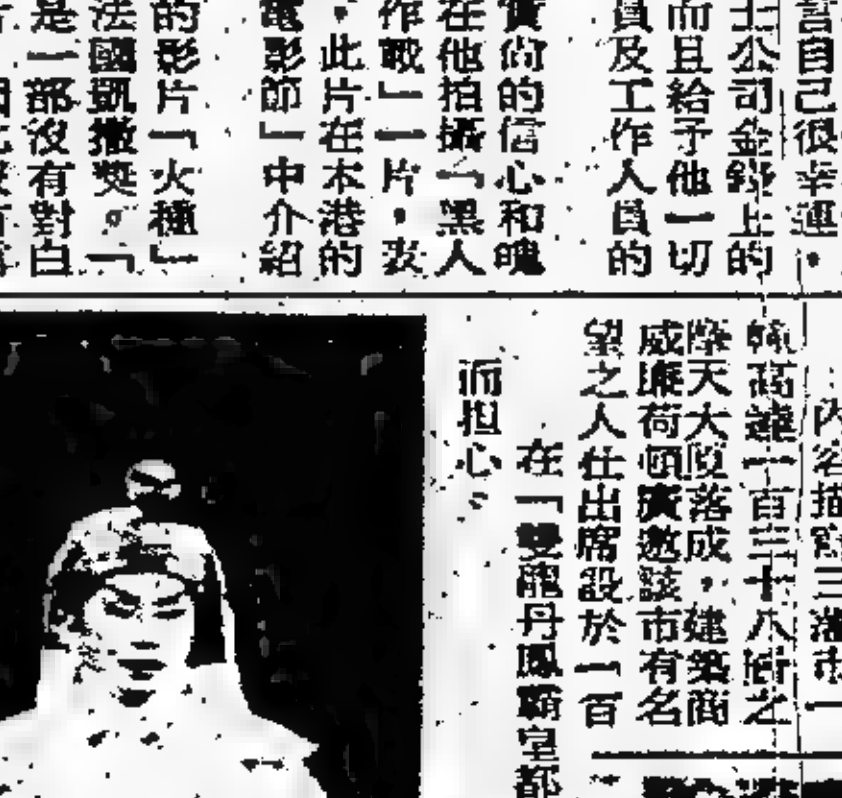 言自己很幸運,
士公司金錢上的
而且給予他一切
員及工作人員的
實尚的信心和魄
在他拍攝「黑人
作戰」一片,表
,此片在本港的
電影節」中介紹
的影片「火種」
法國凱撒獎。「
是一部沒有對白
內容描寫三藩市一
高達一百三十八層之
摩天大廈落成,建築商
威廉荷頓廣邀該市有名
望之人仕出席設於一百
而担心。
在「雙龍丹鳳霸皇都